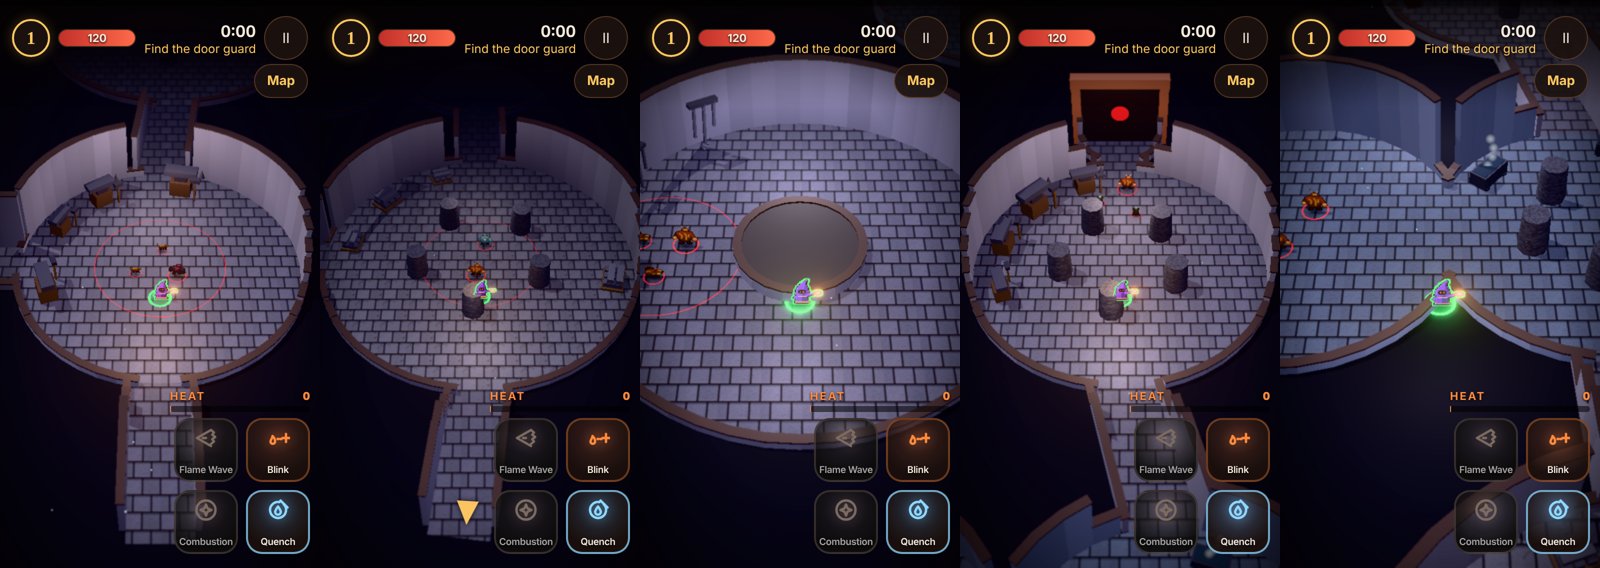 1 120 0:00
Find the door guard
Map
HEAT 0
Flame Wave Blink
Combustion Quench
1 120 0:00
Find the door guard
Map
HEAT 0
Flame Wave Blink
Combustion Quench
1 120 0:00
Find the door guard
Map
HEAT 0
Flame Wave Blink
Combustion Quench
1 120 0:00
Find the door guard
Map
HEAT 0
Flame Wave Blink
Combustion Quench
1 120 0:00
Find the door guard
Map
HEAT 0
Flame Wave Blink
Combustion Quench